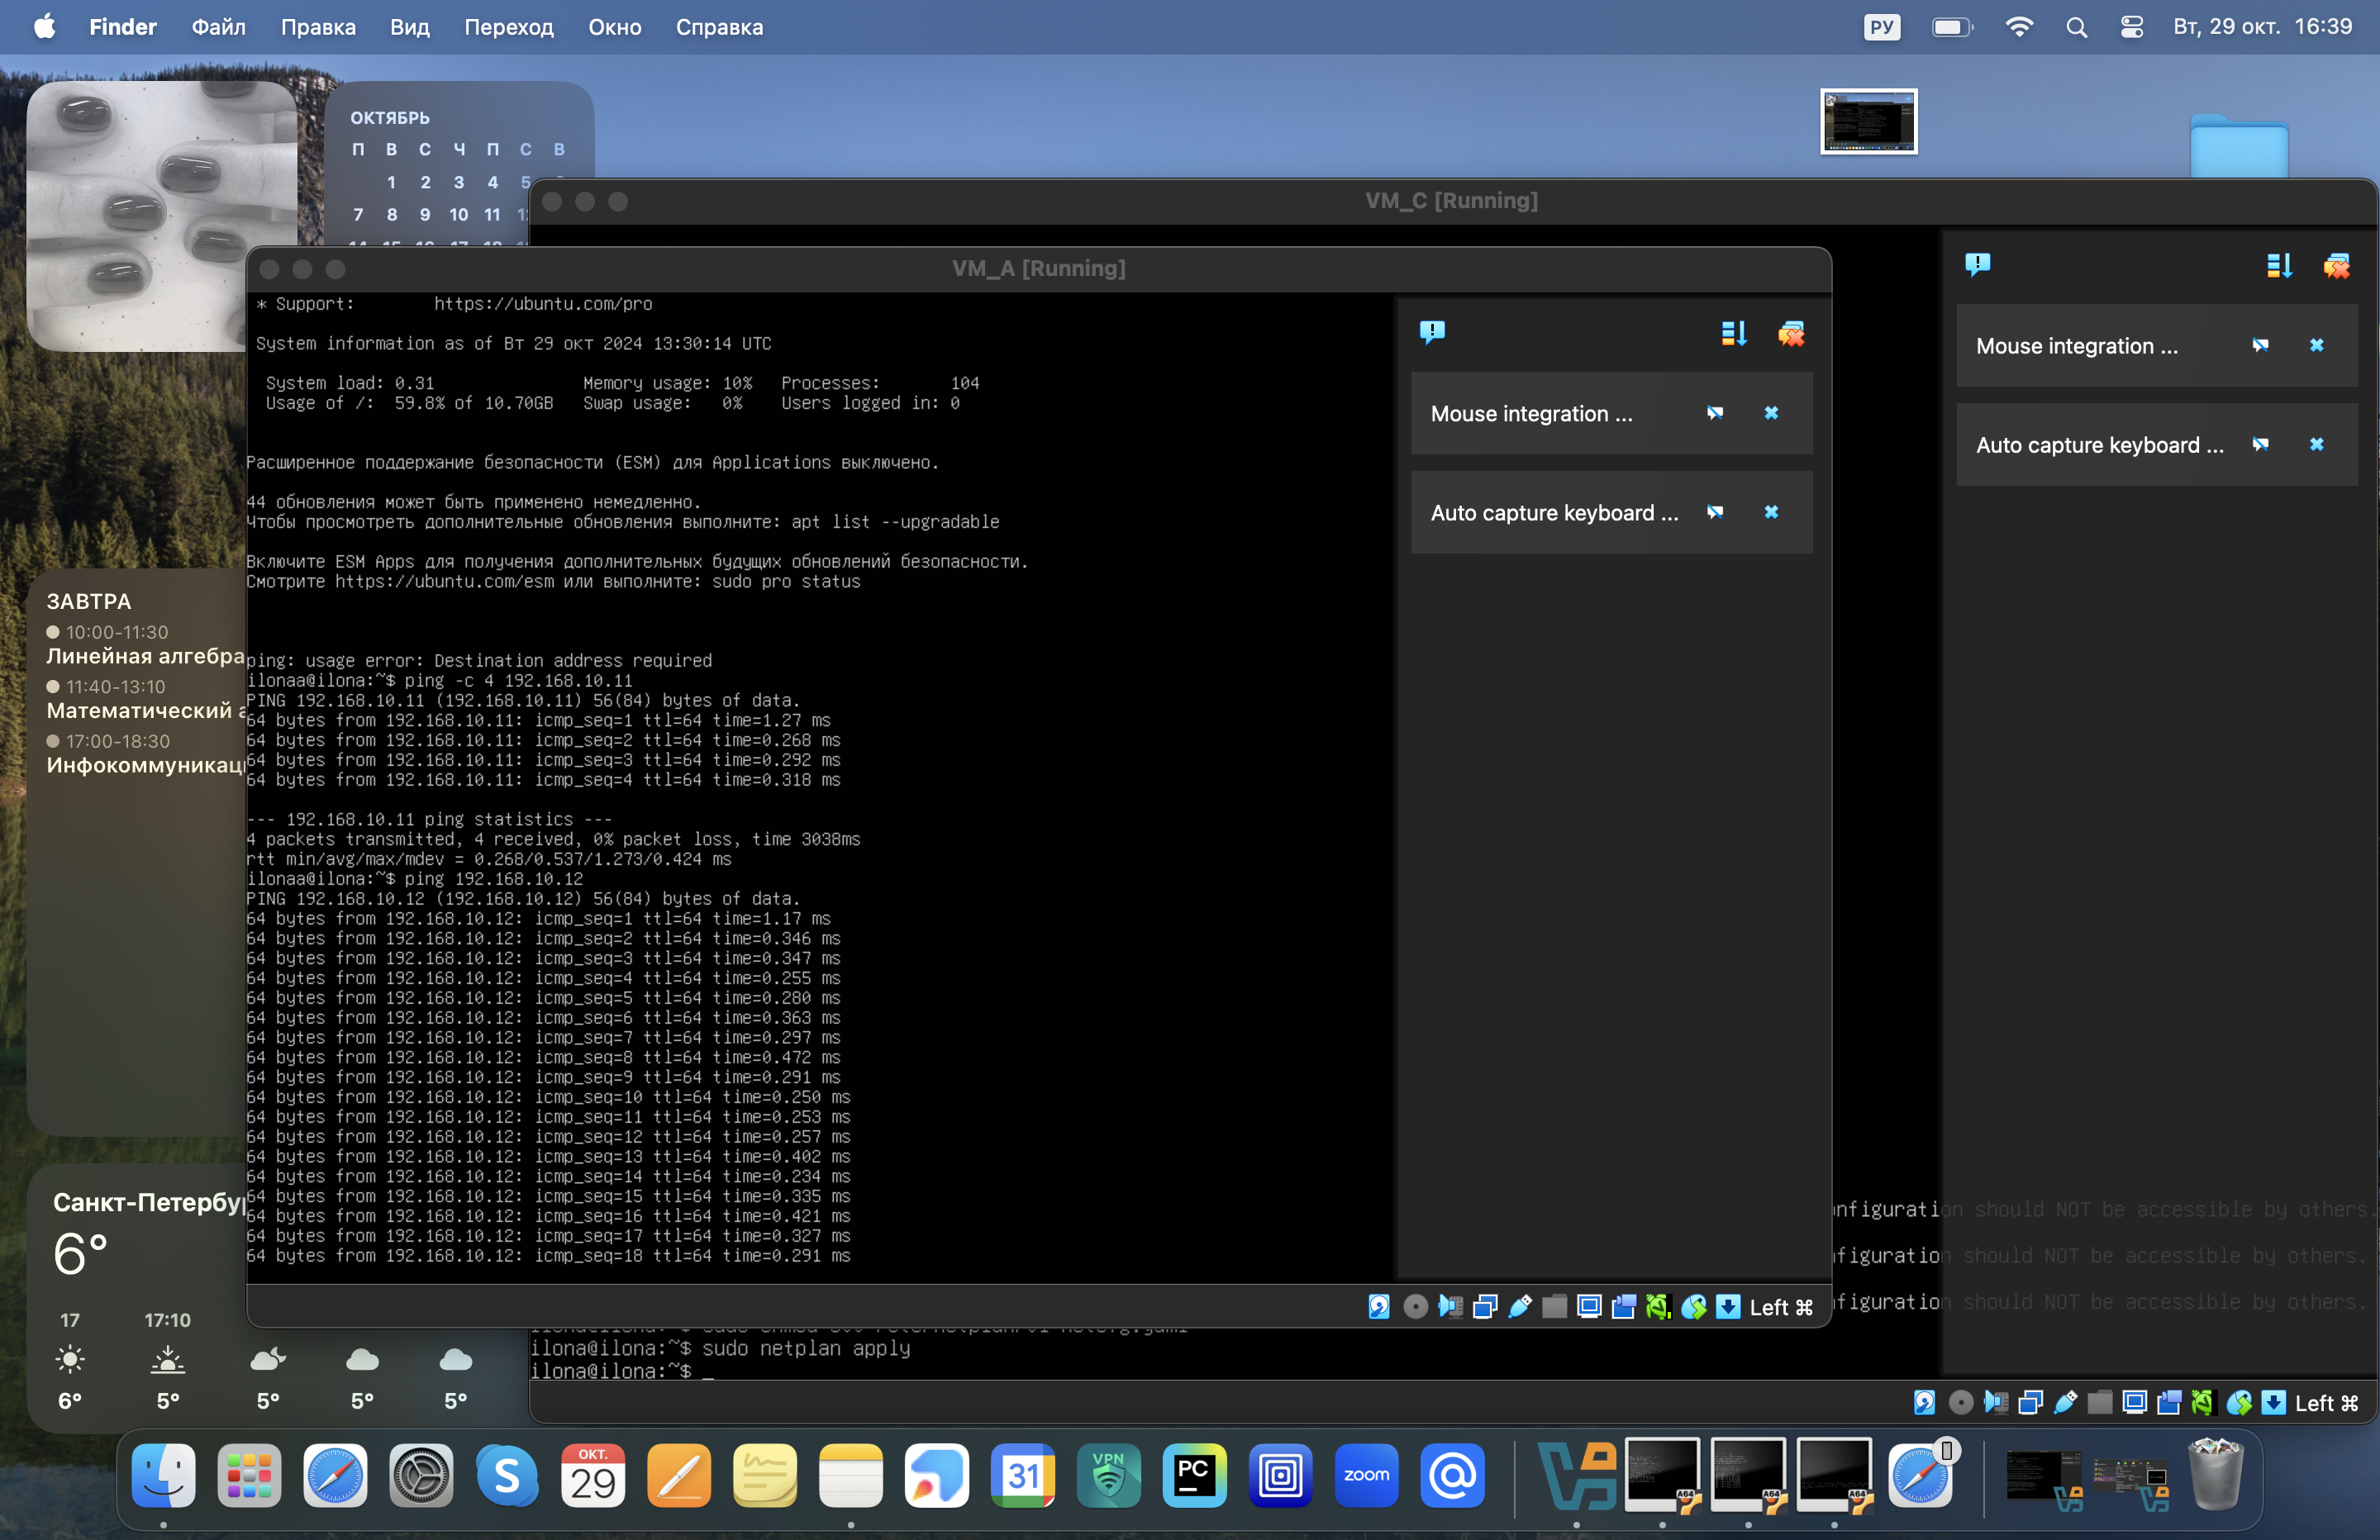 Finder Файл Правка Вид Переход Окно Справка РУ Вт, 29 окт. 16:39
ОКТЯБРЬ
П В С Ч П С В
1 2 3 4 5
7 8 9 10 11
14 15 16 17 18
VM_C [Running]
Mouse integration ...
Auto capture keyboard ...
VM_A [Running]
* Support: https://ubuntu.com/pro
System information as of Вт 29 окт 2024 13:30:14 UTC
System load: 0.31 Memory usage: 10% Processes: 104
Usage of /: 59.8% of 10.70GB Swap usage: 0% Users logged in: 0
Расширенное поддержание безопасности (ESM) для Applications выключено.
44 обновления может быть применено немедленно.
Чтобы просмотреть дополнительные обновления выполните: apt list --upgradable
Включите ESM Apps для получения дополнительных будущих обновлений безопасности.
Смотрите https://ubuntu.com/esm или выполните: sudo pro status
ping: usage error: Destination address required
ilonaa@ilona:~$ ping -c 4 192.168.10.11
PING 192.168.10.11 (192.168.10.11) 56(84) bytes of data.
64 bytes from 192.168.10.11: icmp_seq=1 ttl=64 time=1.27 ms
64 bytes from 192.168.10.11: icmp_seq=2 ttl=64 time=0.268 ms
64 bytes from 192.168.10.11: icmp_seq=3 ttl=64 time=0.292 ms
64 bytes from 192.168.10.11: icmp_seq=4 ttl=64 time=0.318 ms
--- 192.168.10.11 ping statistics ---
4 packets transmitted, 4 received, 0% packet loss, time 3038ms
rtt min/avg/max/mdev = 0.268/0.537/1.273/0.424 ms
ilonaa@ilona:~$ ping 192.168.10.12
PING 192.168.10.12 (192.168.10.12) 56(84) bytes of data.
64 bytes from 192.168.10.12: icmp_seq=1 ttl=64 time=1.17 ms
64 bytes from 192.168.10.12: icmp_seq=2 ttl=64 time=0.346 ms
64 bytes from 192.168.10.12: icmp_seq=3 ttl=64 time=0.347 ms
64 bytes from 192.168.10.12: icmp_seq=4 ttl=64 time=0.255 ms
64 bytes from 192.168.10.12: icmp_seq=5 ttl=64 time=0.280 ms
64 bytes from 192.168.10.12: icmp_seq=6 ttl=64 time=0.363 ms
64 bytes from 192.168.10.12: icmp_seq=7 ttl=64 time=0.297 ms
64 bytes from 192.168.10.12: icmp_seq=8 ttl=64 time=0.472 ms
64 bytes from 192.168.10.12: icmp_seq=9 ttl=64 time=0.291 ms
64 bytes from 192.168.10.12: icmp_seq=10 ttl=64 time=0.250 ms
64 bytes from 192.168.10.12: icmp_seq=11 ttl=64 time=0.253 ms
64 bytes from 192.168.10.12: icmp_seq=12 ttl=64 time=0.257 ms
64 bytes from 192.168.10.12: icmp_seq=13 ttl=64 time=0.402 ms
64 bytes from 192.168.10.12: icmp_seq=14 ttl=64 time=0.234 ms
64 bytes from 192.168.10.12: icmp_seq=15 ttl=64 time=0.335 ms
64 bytes from 192.168.10.12: icmp_seq=16 ttl=64 time=0.421 ms
64 bytes from 192.168.10.12: icmp_seq=17 ttl=64 time=0.327 ms
64 bytes from 192.168.10.12: icmp_seq=18 ttl=64 time=0.291 ms
Mouse integration ...
Auto capture keyboard ...
Left ⌘
nfiguration should NOT be accessible by others.
figuration should NOT be accessible by others.
figuration should NOT be accessible by others.
ilona@ilona:~$ sudo netplan apply
ilona@ilona:~$ _
Left ⌘
ЗАВТРА
10:00-11:30
Линейная алгебра
11:40-13:10
Математический а
17:00-18:30
Инфокоммуникац
Санкт-Петербур
6°
17 17:10
6° 5° 5° 5° 5°
S
ОКТ.
29
31
VPN
PC
zoom
@
A64
A64
A64